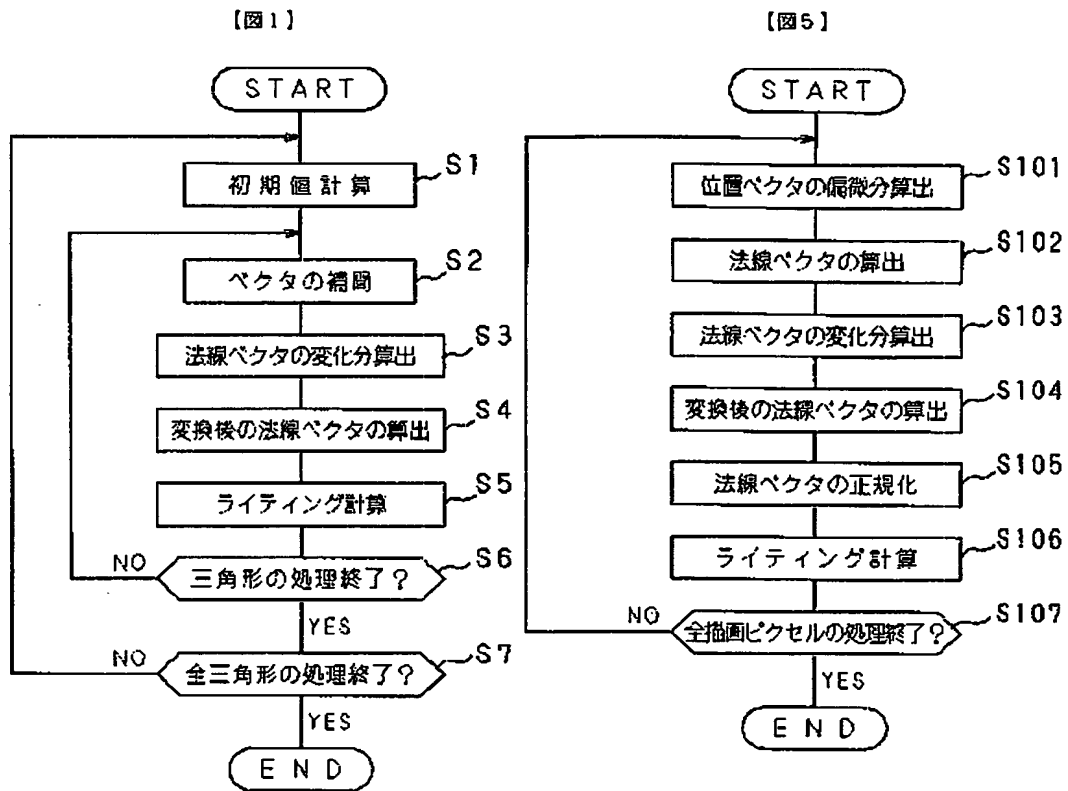 【図1】
START
初期値計算
S1
ベクタの補間
S2
法線ベクタの変化分算出
S3
変換後の法線ベクタの算出
S4
ライティング計算
S5
NO
三角形の処理終了?
S6
YES
NO
全三角形の処理終了?
S7
YES
END
【図5】
START
位置ベクタの偏微分算出
S101
法線ベクタの算出
S102
法線ベクタの変化分算出
S103
変換後の法線ベクタの算出
S104
法線ベクタの正規化
S105
ライティング計算
S106
NO
全描画ピクセルの処理終了?
S107
YES
END